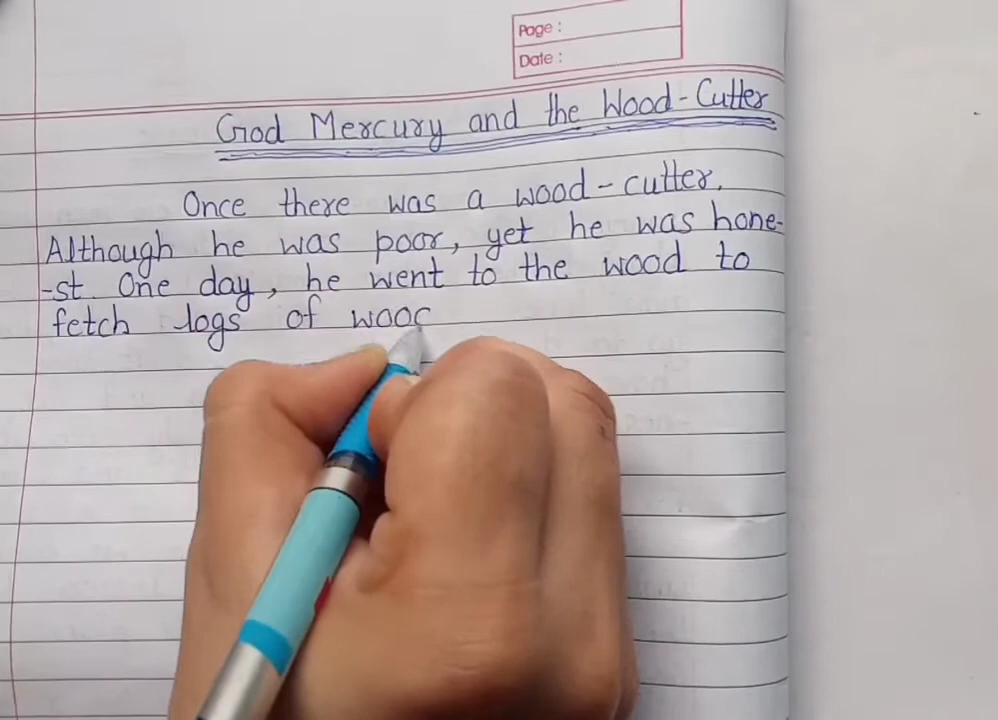 Page :
Date :
God Mercury and the Wood-Cutter
Once there was a wood-cutter.
Although he was poor, yet he was hone-
-st. One day, he went to the wood to
fetch logs of wooc